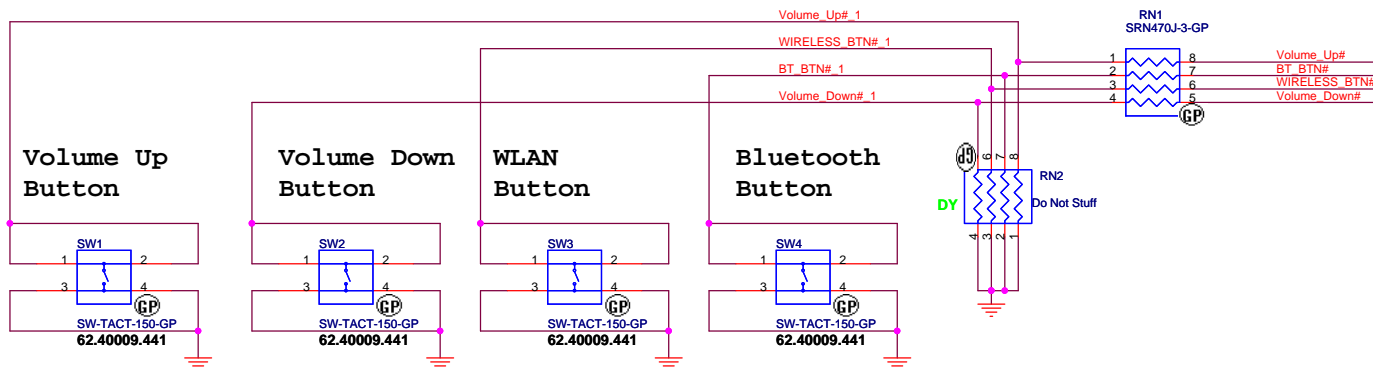 Volume_Up#_1
RN1
SRN470J-3-GP
WIRELESS_BTN#_1
1
8
Volume_Up#
BT_BTN#_1
2
7
BT_BTN#
3
6
WIRELESS_BTN#
Volume_Down#_1
4
5
Volume_Down#
GP
Volume Up
Button
Volume Down
Button
WLAN
Button
Bluetooth
Button
GP
6
7
8
RN2
DY
Do Not Stuff
4
3
2
1
SW1
1
2
3
4
GP
SW-TACT-150-GP
62.40009.441
SW2
1
2
3
4
GP
SW-TACT-150-GP
62.40009.441
SW3
1
2
3
4
GP
SW-TACT-150-GP
62.40009.441
SW4
1
2
3
4
GP
SW-TACT-150-GP
62.40009.441